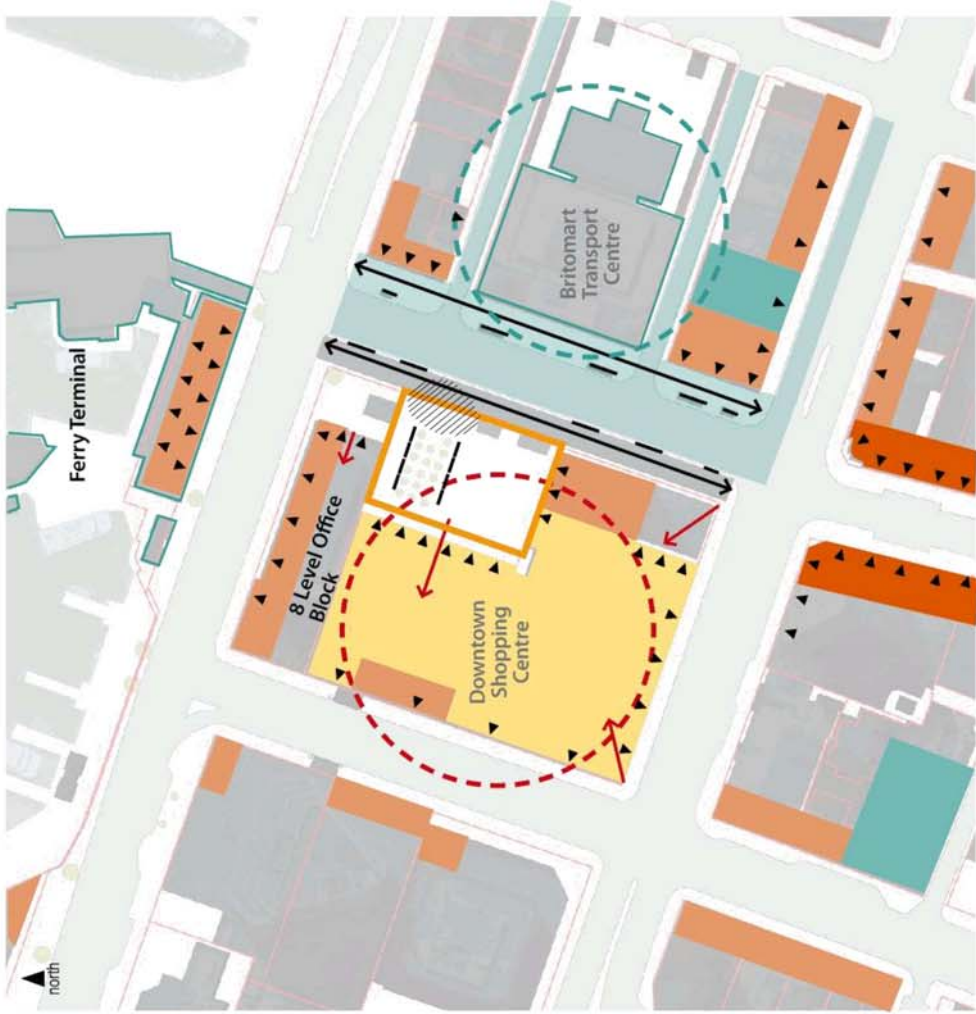 Ferry Terminal
Britomart
Transport
Centre
8 Level Office
Block
Downtown
Shopping
Centre
north